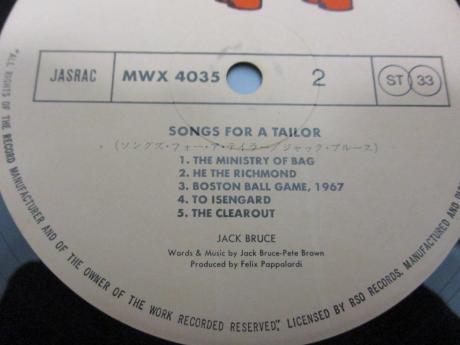 JASRAC MWX 4035 2 ST 33
SONGS FOR A TAILOR
(ソングス・フォー・ア・テイラー/ジャック・ブルース)
1. THE MINISTRY OF BAG
2. HE THE RICHMOND
3. BOSTON BALL GAME, 1967
4. TO ISENGARD
5. THE CLEAROUT
JACK BRUCE
Words & Music by Jack Bruce-Pete Brown
Produced by Felix Pappalardi
"ALL RIGHTS OF THE RECORD MANUFACTURER AND OF THE OWNER OF THE WORK RECORDED RESERVED", LICENSED BY RSO RECORDS. MANUFACTURED AND